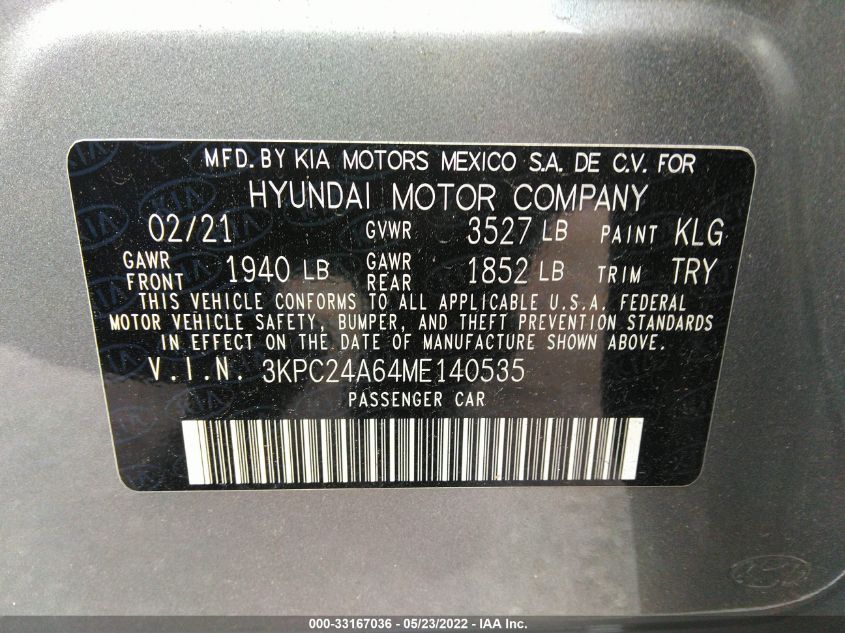 MFD. BY KIA MOTORS MEXICO S.A. DE C.V. FOR
HYUNDAI MOTOR COMPANY
02/21 GVWR 3527 LB PAINT KLG
GAWR FRONT 1940 LB GAWR REAR 1852 LB TRIM TRY
THIS VEHICLE CONFORMS TO ALL APPLICABLE U.S.A. FEDERAL
MOTOR VEHICLE SAFETY, BUMPER, AND THEFT PREVENTION STANDARDS
IN EFFECT ON THE DATE OF MANUFACTURE SHOWN ABOVE.
V.I.N. 3KPC24A64ME140535
PASSENGER CAR
000-33167036 - 05/23/2022 - IAA Inc.